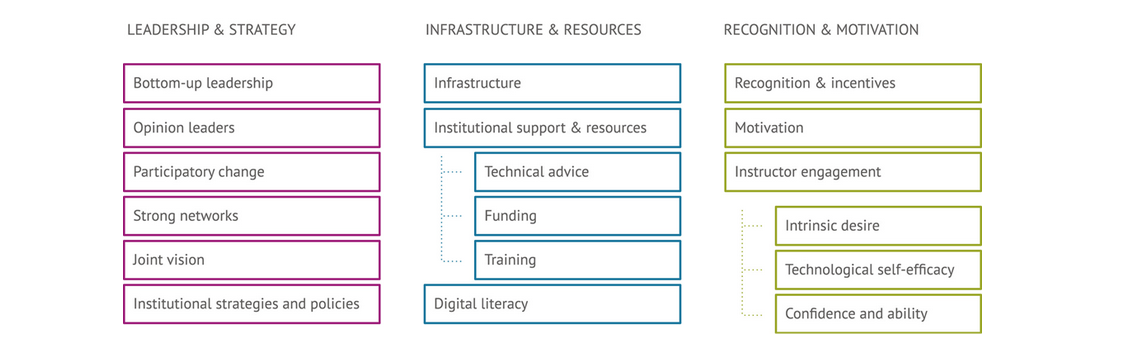 LEADERSHIP & STRATEGY
Bottom-up leadership
Opinion leaders
Participatory change
Strong networks
Joint vision
Institutional strategies and policies
INFRASTRUCTURE & RESOURCES
Infrastructure
Institutional support & resources
Technical advice
Funding
Training
Digital literacy
RECOGNITION & MOTIVATION
Recognition & incentives
Motivation
Instructor engagement
Intrinsic desire
Technological self-efficacy
Confidence and ability